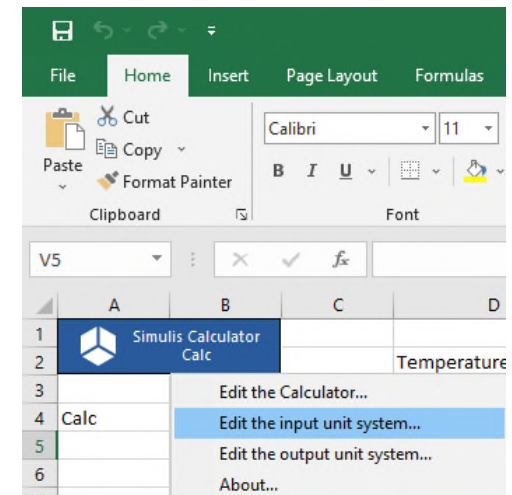 File Home Insert Page Layout Formulas
Cut
Copy
Paste
Format Painter
Calibri 11
B I U
Clipboard Font
V5 fx
A B C D
1 Simulis Calculator
2 Calc Temperature
3 Edit the Calculator...
4 Calc Edit the input unit system...
5 Edit the output unit system...
6 About...